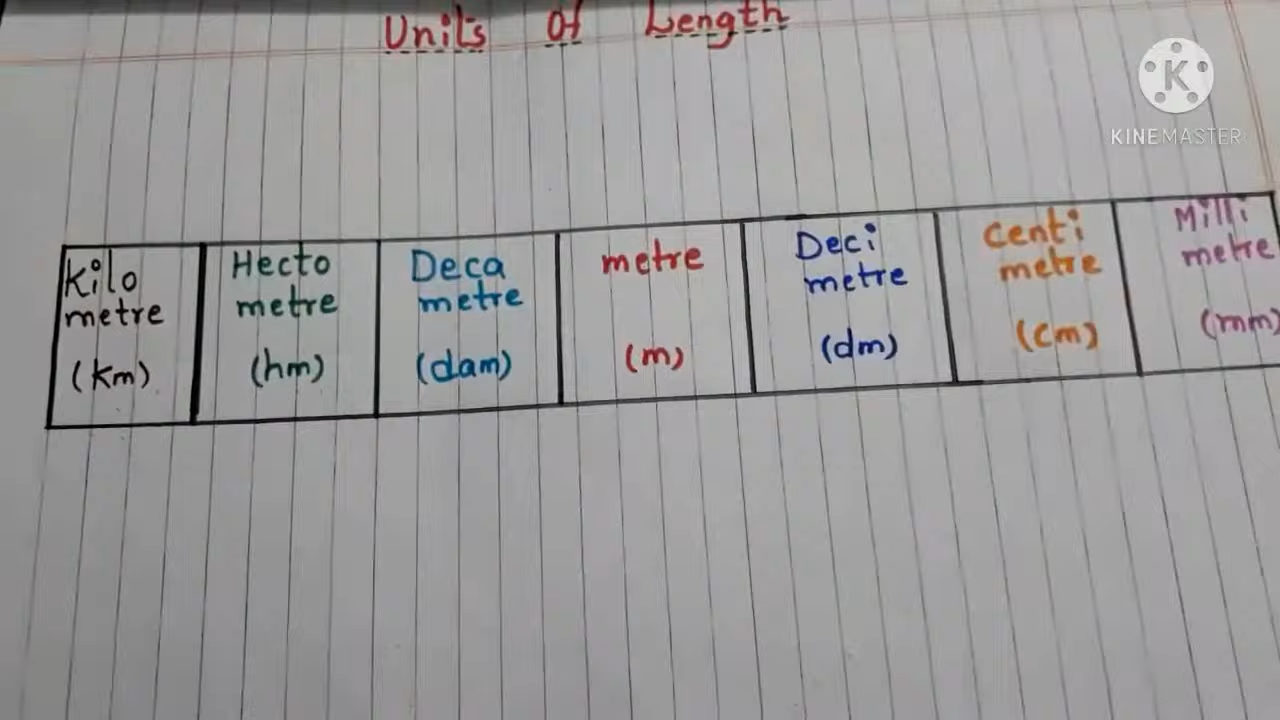 Units Of Length
K
KINEMASTER
Kilo
metre
(Km)
Hecto
metre
(hm)
Deca
metre
(dam)
metre
(m)
Deci
metre
(dm)
Centi
metre
(cm)
Milli
metre
(mm)